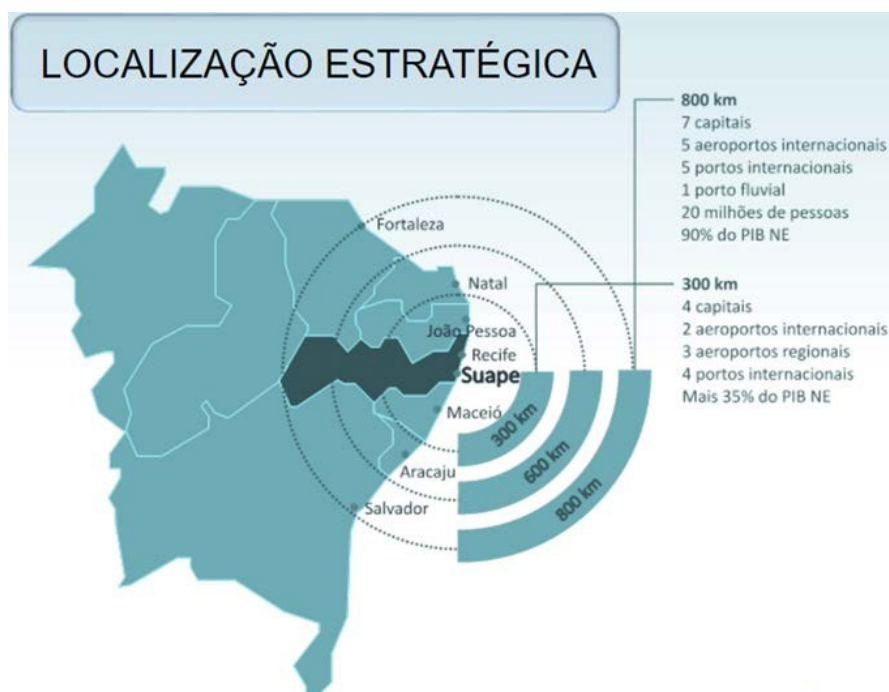 LOCALIZAÇÃO ESTRATÉGICA
800 km
7 capitais
5 aeroportos internacionais
5 portos internacionais
1 porto fluvial
20 milhões de pessoas
90% do PIB NE
300 km
4 capitais
2 aeroportos internacionais
3 aeroportos regionais
4 portos internacionais
Mais 35% do PIB NE
Fortaleza
Natal
João Pessoa
Recife
Suape
Maceió
Aracaju
Salvador
300 km
600 km
800 km